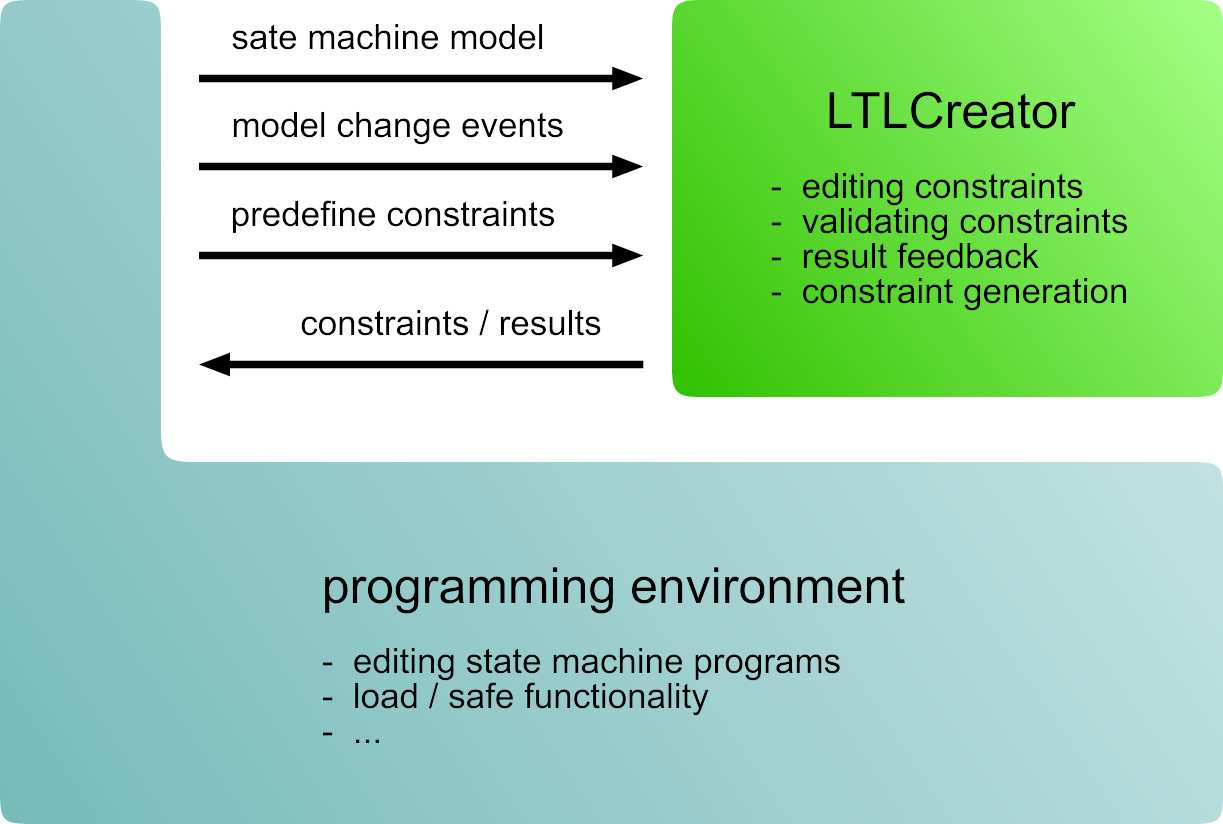 sate machine model
model change events
predefine constraints
constraints / results
LTLCreator
- editing constraints
- validating constraints
- result feedback
- constraint generation
programming environment
- editing state machine programs
- load / safe functionality
- ...